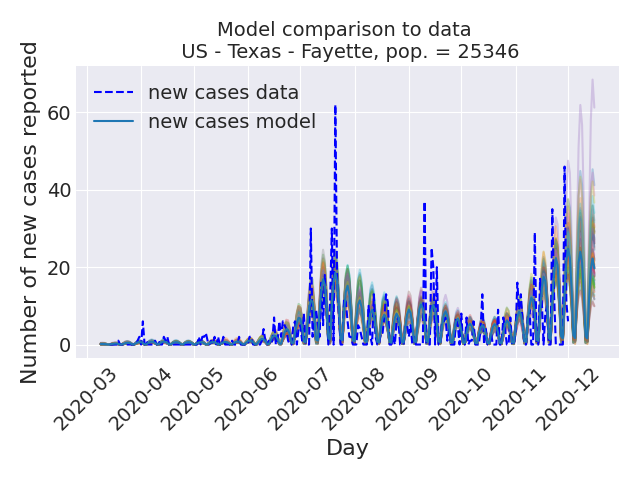 Model comparison to data
US - Texas - Fayette, pop. = 25346
new cases data
new cases model
Number of new cases reported
60
40
20
0
2020-03
2020-04
2020-05
2020-06
2020-07
2020-08
2020-09
2020-10
2020-11
2020-12
Day